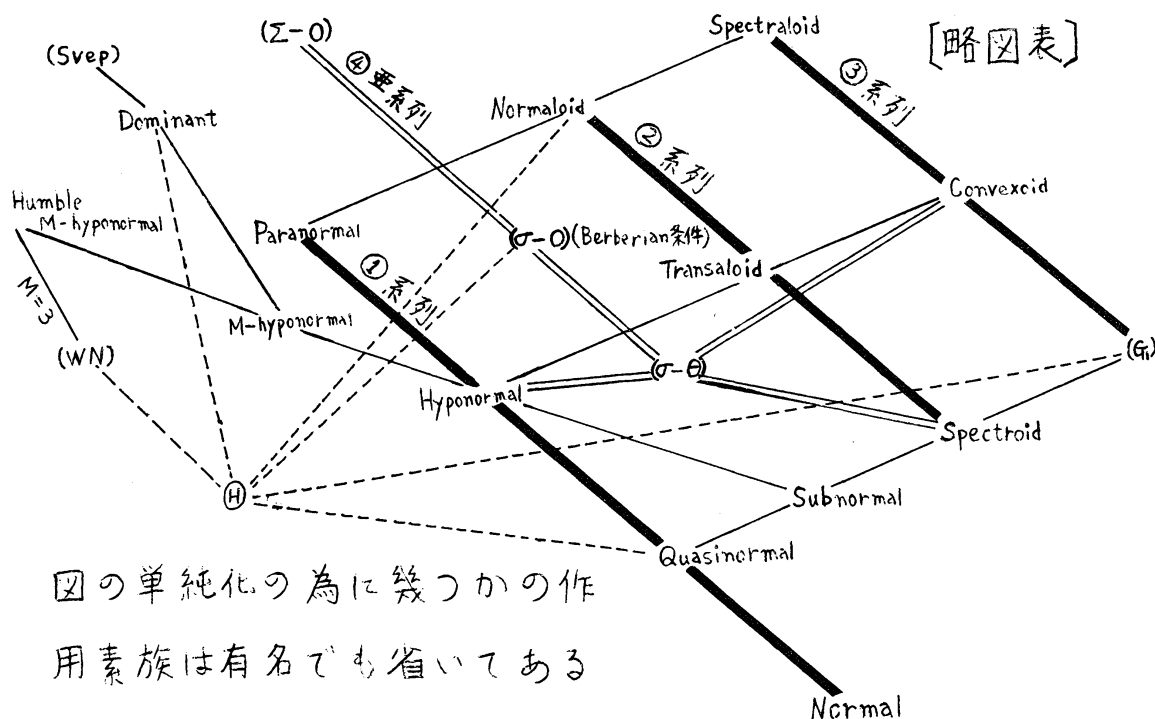 (Σ-0)
Spectraloid
[略図表]
(Svep)
④亜系列
③系列
Normaloid
Dominant
②系列
Convexoid
Humble
M-hyponormal
Paranormal
(σ-0)(Berberian条件)
Transaloid
①系列
M=3
M-hyponormal
(WN)
(G₁)
(σ-θ)
Hyponormal
Spectroid
Ⓗ
Subnormal
Quasinormal
図の単純化の為に幾つかの作
用素族は有名でも省いてある
Normal